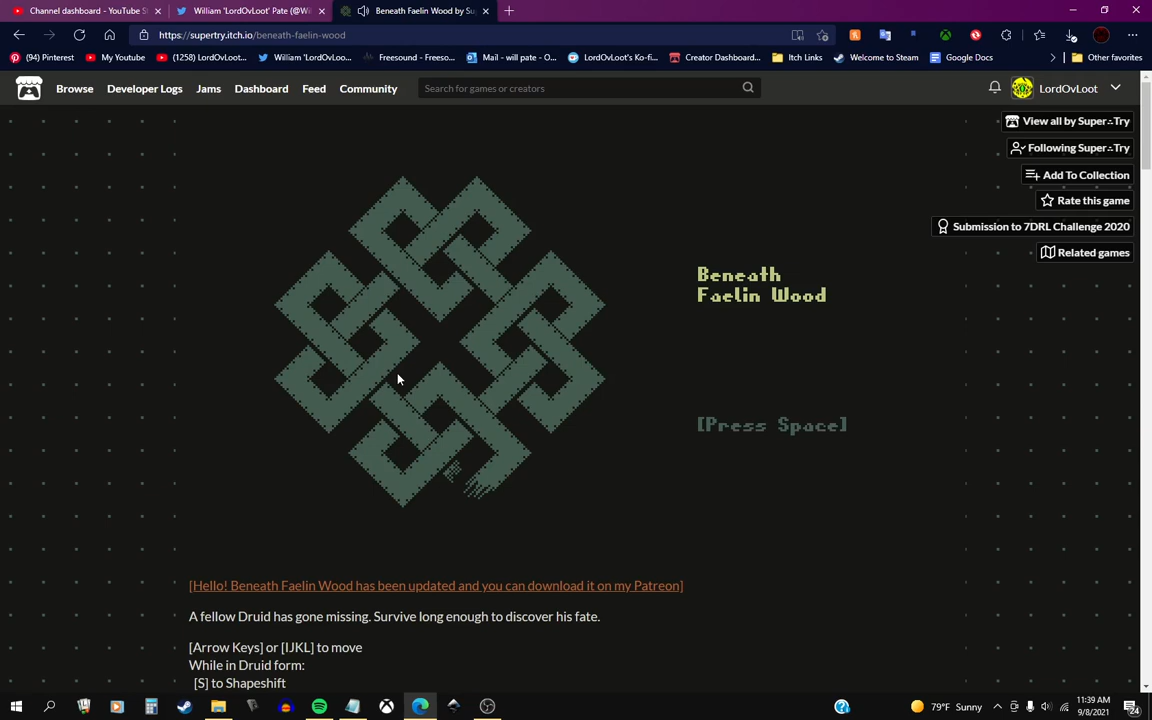 Channel dashboard - YouTube S
William 'LordOvLoot' Pate (@Wi
Beneath Faelin Wood by Su
https://supertry.itch.io/beneath-faelin-wood
(94) Pinterest
My Youtube
(1258) LordOvLoot...
William 'LordOvLoo...
Freesound - Freeso...
Mail - will pate - O...
LordOvLoot's Ko-fi...
Creator Dashboard...
Itch Links
Welcome to Steam
Google Docs
Other favorites
Browse
Developer Logs
Jams
Dashboard
Feed
Community
Search for games or creators
LordOvLoot
View all by Super∴Try
Following Super∴Try
Add To Collection
Rate this game
Submission to 7DRL Challenge 2020
Related games
Beneath
Faelin Wood
[Press Space]
[Hello! Beneath Faelin Wood has been updated and you can download it on my Patreon]
A fellow Druid has gone missing. Survive long enough to discover his fate.
[Arrow Keys] or [IJKL] to move
While in Druid form:
[S] to Shapeshift
79°F Sunny
11:39 AM
9/8/2021
24